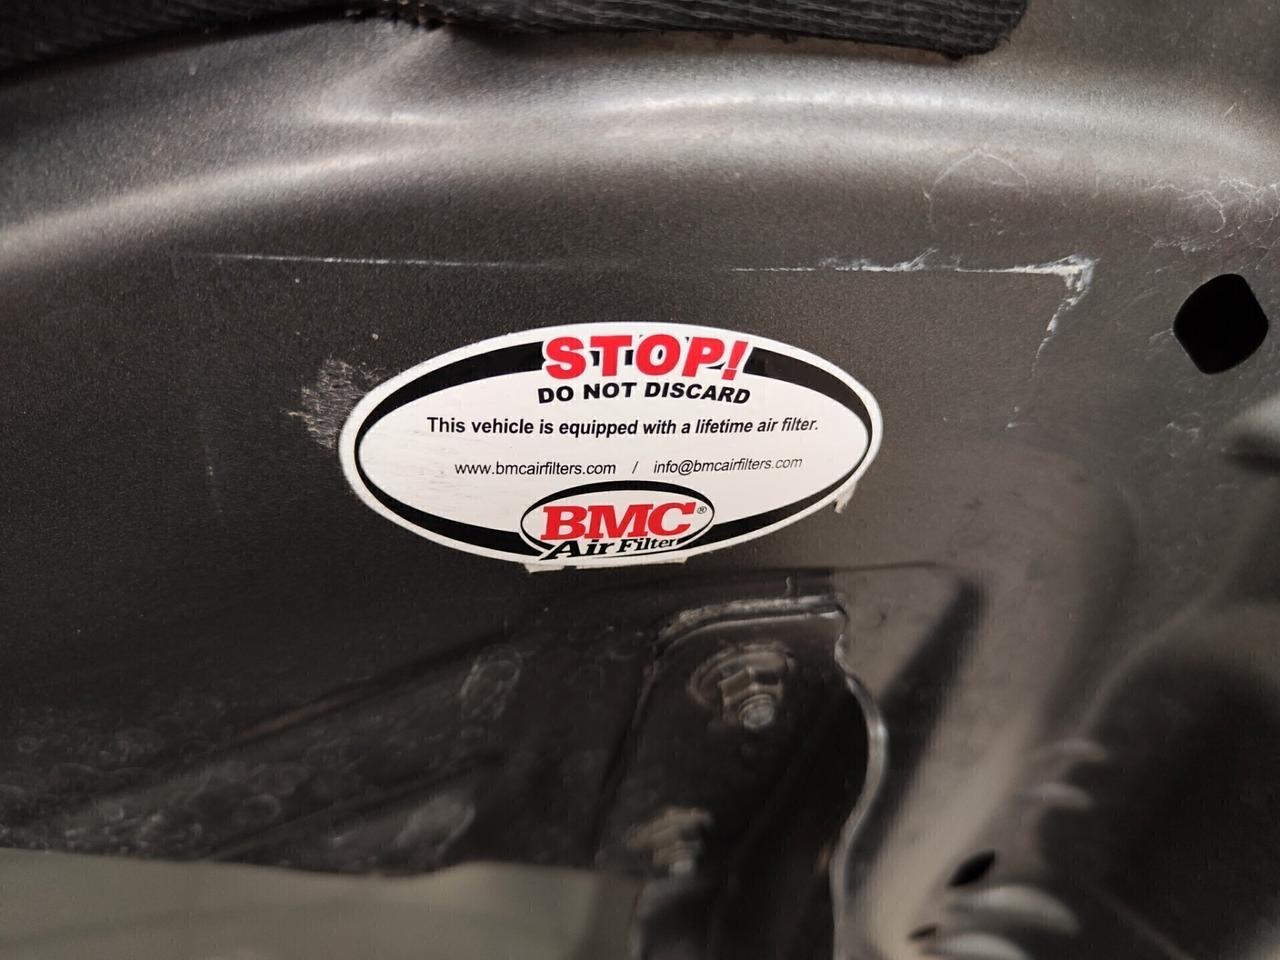 STOP!
DO NOT DISCARD
This vehicle is equipped with a lifetime air filter.
www.bmcairfilters.com / info@bmcairfilters.com
BMC®
Air Filter